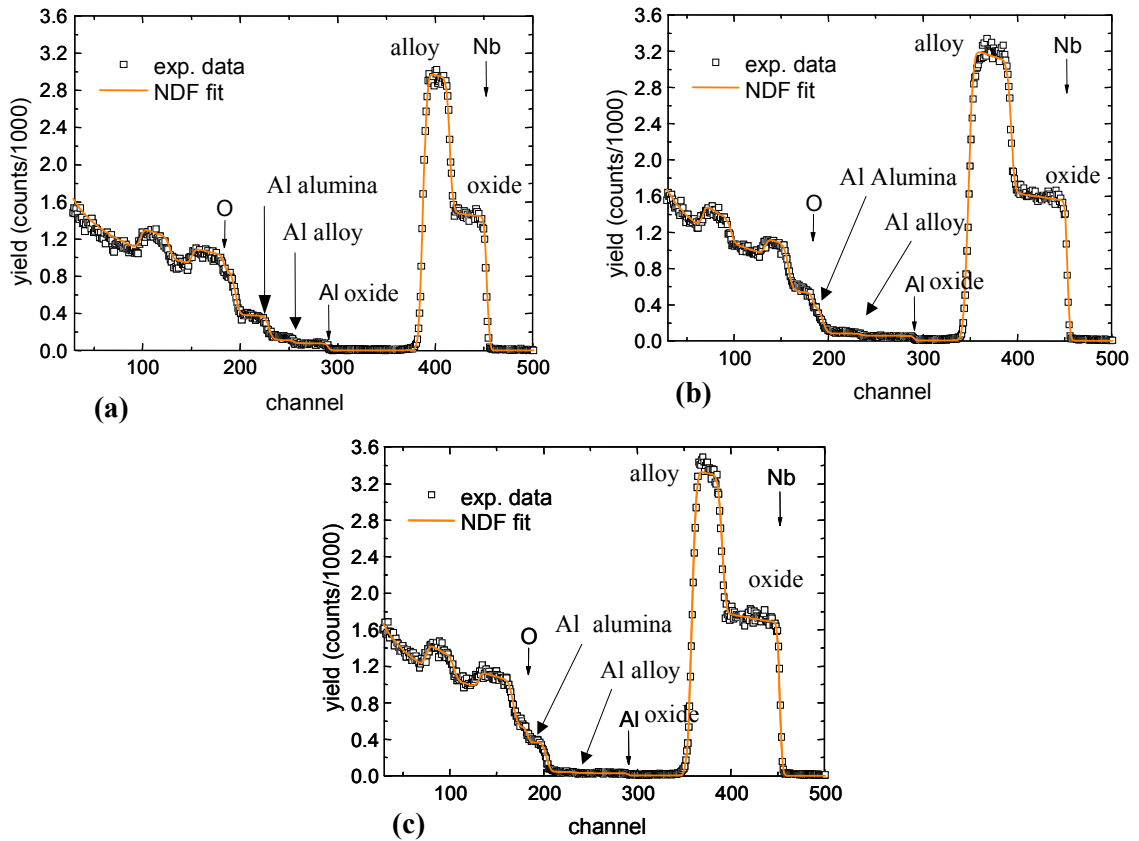 alloy
Nb
exp. data
NDF fit
Al alumina
O
Al alloy
Al oxide
oxide
yield (counts/1000)
3.6
3.2
2.8
2.4
2.0
1.6
1.2
0.8
0.4
0.0
100 200 300 400 500
channel
(a)
alloy
Nb
exp. data
NDF fit
Al Alumina
O
Al alloy
Al oxide
oxide
yield (counts/1000)
3.6
3.2
2.8
2.4
2.0
1.6
1.2
0.8
0.4
0.0
100 200 300 400 500
channel
(b)
alloy
Nb
exp. data
NDF fit
Al alumina
O
Al alloy
Al oxide
oxide
yield (counts/1000)
3.6
3.2
2.8
2.4
2.0
1.6
1.2
0.8
0.4
0.0
100 200 300 400 500
channel
(c)